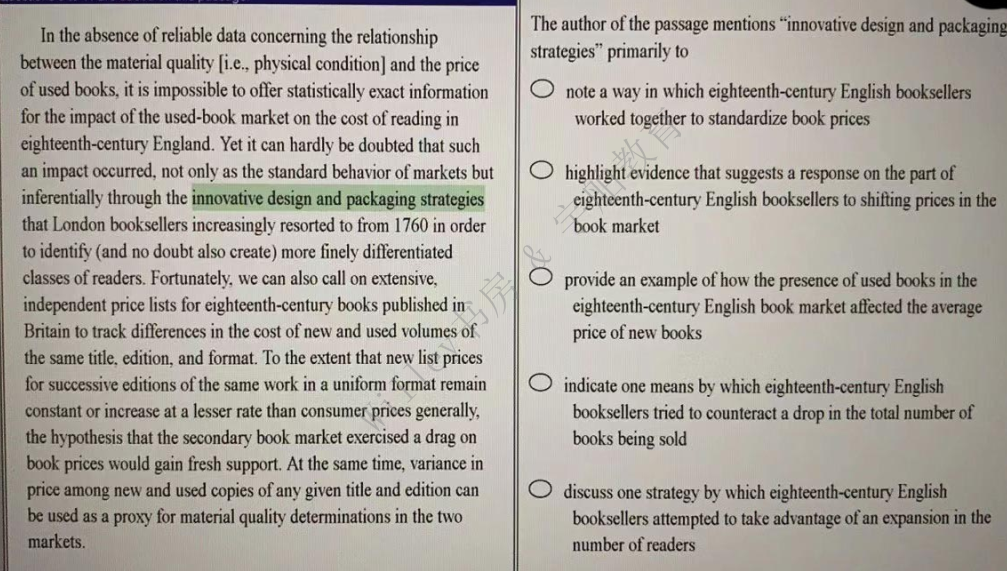 In the absence of reliable data concerning the relationship
between the material quality [i.e., physical condition] and the price
of used books, it is impossible to offer statistically exact information
for the impact of the used-book market on the cost of reading in
eighteenth-century England. Yet it can hardly be doubted that such
an impact occurred, not only as the standard behavior of markets but
inferentially through the innovative design and packaging strategies
that London booksellers increasingly resorted to from 1760 in order
to identify (and no doubt also create) more finely differentiated
classes of readers. Fortunately, we can also call on extensive,
independent price lists for eighteenth-century books published in
Britain to track differences in the cost of new and used volumes of
the same title, edition, and format. To the extent that new list prices
for successive editions of the same work in a uniform format remain
constant or increase at a lesser rate than consumer prices generally,
the hypothesis that the secondary book market exercised a drag on
book prices would gain fresh support. At the same time, variance in
price among new and used copies of any given title and edition can
be used as a proxy for material quality determinations in the two
markets.
The author of the passage mentions “innovative design and packaging
strategies” primarily to
note a way in which eighteenth-century English booksellers
worked together to standardize book prices
highlight evidence that suggests a response on the part of
eighteenth-century English booksellers to shifting prices in the
book market
provide an example of how the presence of used books in the
eighteenth-century English book market affected the average
price of new books
indicate one means by which eighteenth-century English
booksellers tried to counteract a drop in the total number of
books being sold
discuss one strategy by which eighteenth-century English
booksellers attempted to take advantage of an expansion in the
number of readers